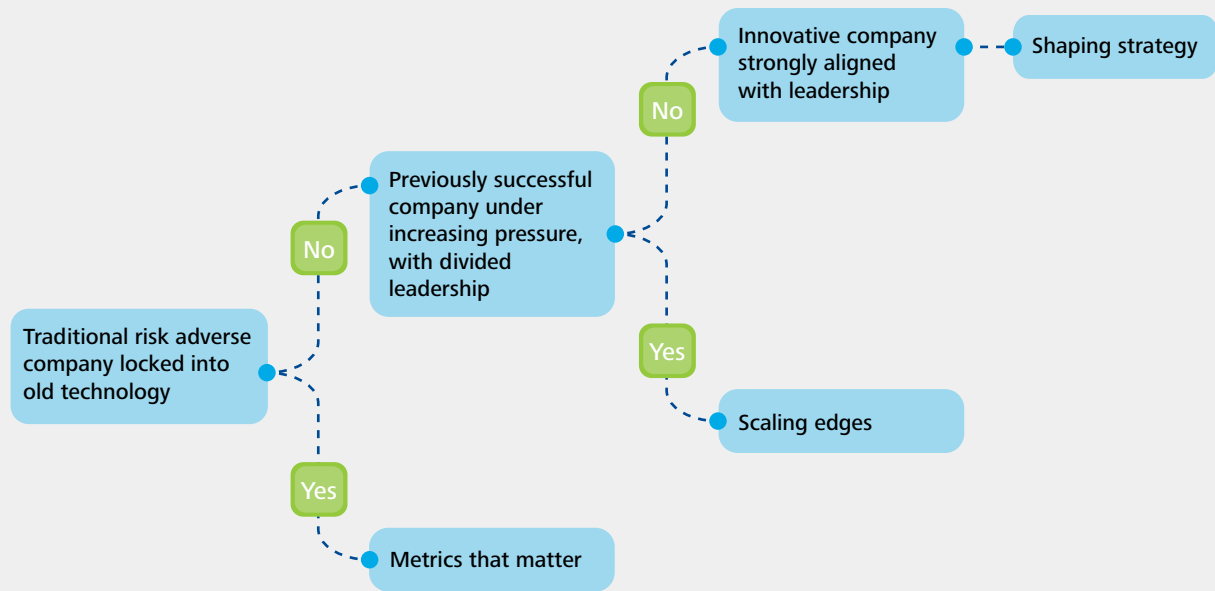 Traditional risk adverse
company locked into
old technology
No
Yes
Previously successful
company under
increasing pressure,
with divided
leadership
Metrics that matter
No
Yes
Innovative company
strongly aligned
with leadership
Scaling edges
Shaping strategy